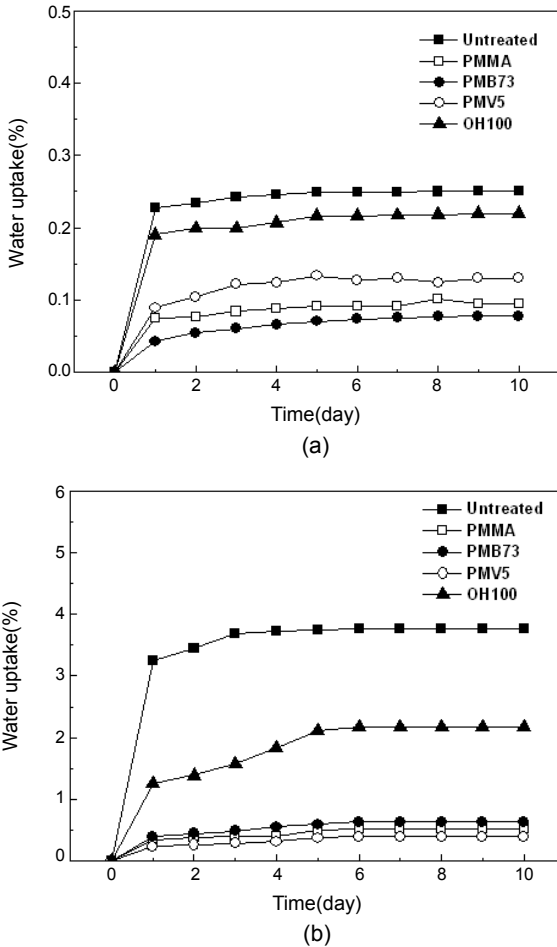 0.5
0.4
0.3
0.2
0.1
0.0
Water uptake(%)
Untreated
PMMA
PMB73
PMV5
OH100
0 2 4 6 8 10
Time(day)
(a)
6
5
4
3
2
1
0
Water uptake(%)
Untreated
PMMA
PMB73
PMV5
OH100
0 2 4 6 8 10
Time(day)
(b)